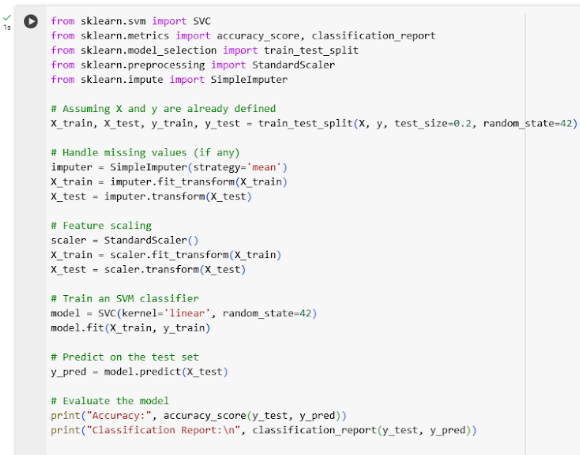 1s
from sklearn.svm import SVC
from sklearn.metrics import accuracy_score, classification_report
from sklearn.model_selection import train_test_split
from sklearn.preprocessing import StandardScaler
from sklearn.impute import SimpleImputer
# Assuming X and y are already defined
X_train, X_test, y_train, y_test = train_test_split(X, y, test_size=0.2, random_state=42)
# Handle missing values (if any)
imputer = SimpleImputer(strategy='mean')
X_train = imputer.fit_transform(X_train)
X_test = imputer.transform(X_test)
# Feature scaling
scaler = StandardScaler()
X_train = scaler.fit_transform(X_train)
X_test = scaler.transform(X_test)
# Train an SVM classifier
model = SVC(kernel='linear', random_state=42)
model.fit(X_train, y_train)
# Predict on the test set
y_pred = model.predict(X_test)
# Evaluate the model
print("Accuracy:", accuracy_score(y_test, y_pred))
print("Classification Report:\n", classification_report(y_test, y_pred))